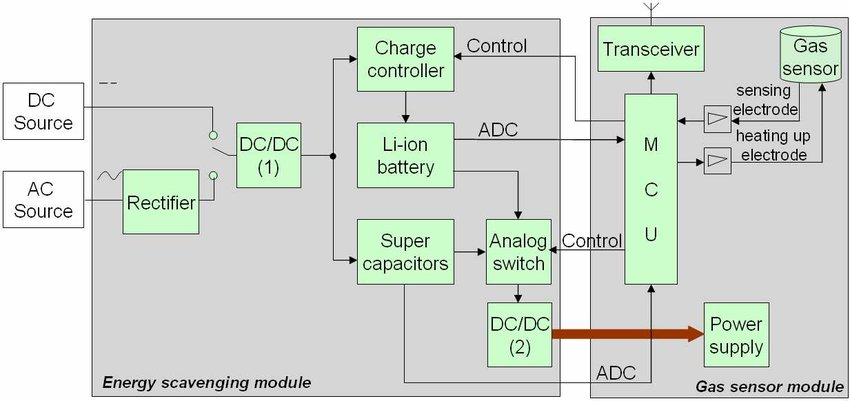 Charge
controller
Control
Transceiver
Gas
sensor
DC
Source
sensing
electrode
DC/DC
(1)
Li-ion
battery
ADC
M
C
U
heating up
electrode
AC
Source
Rectifier
Super
capacitors
Analog
switch
Control
DC/DC
(2)
Power
supply
ADC
Energy scavenging module
Gas sensor module